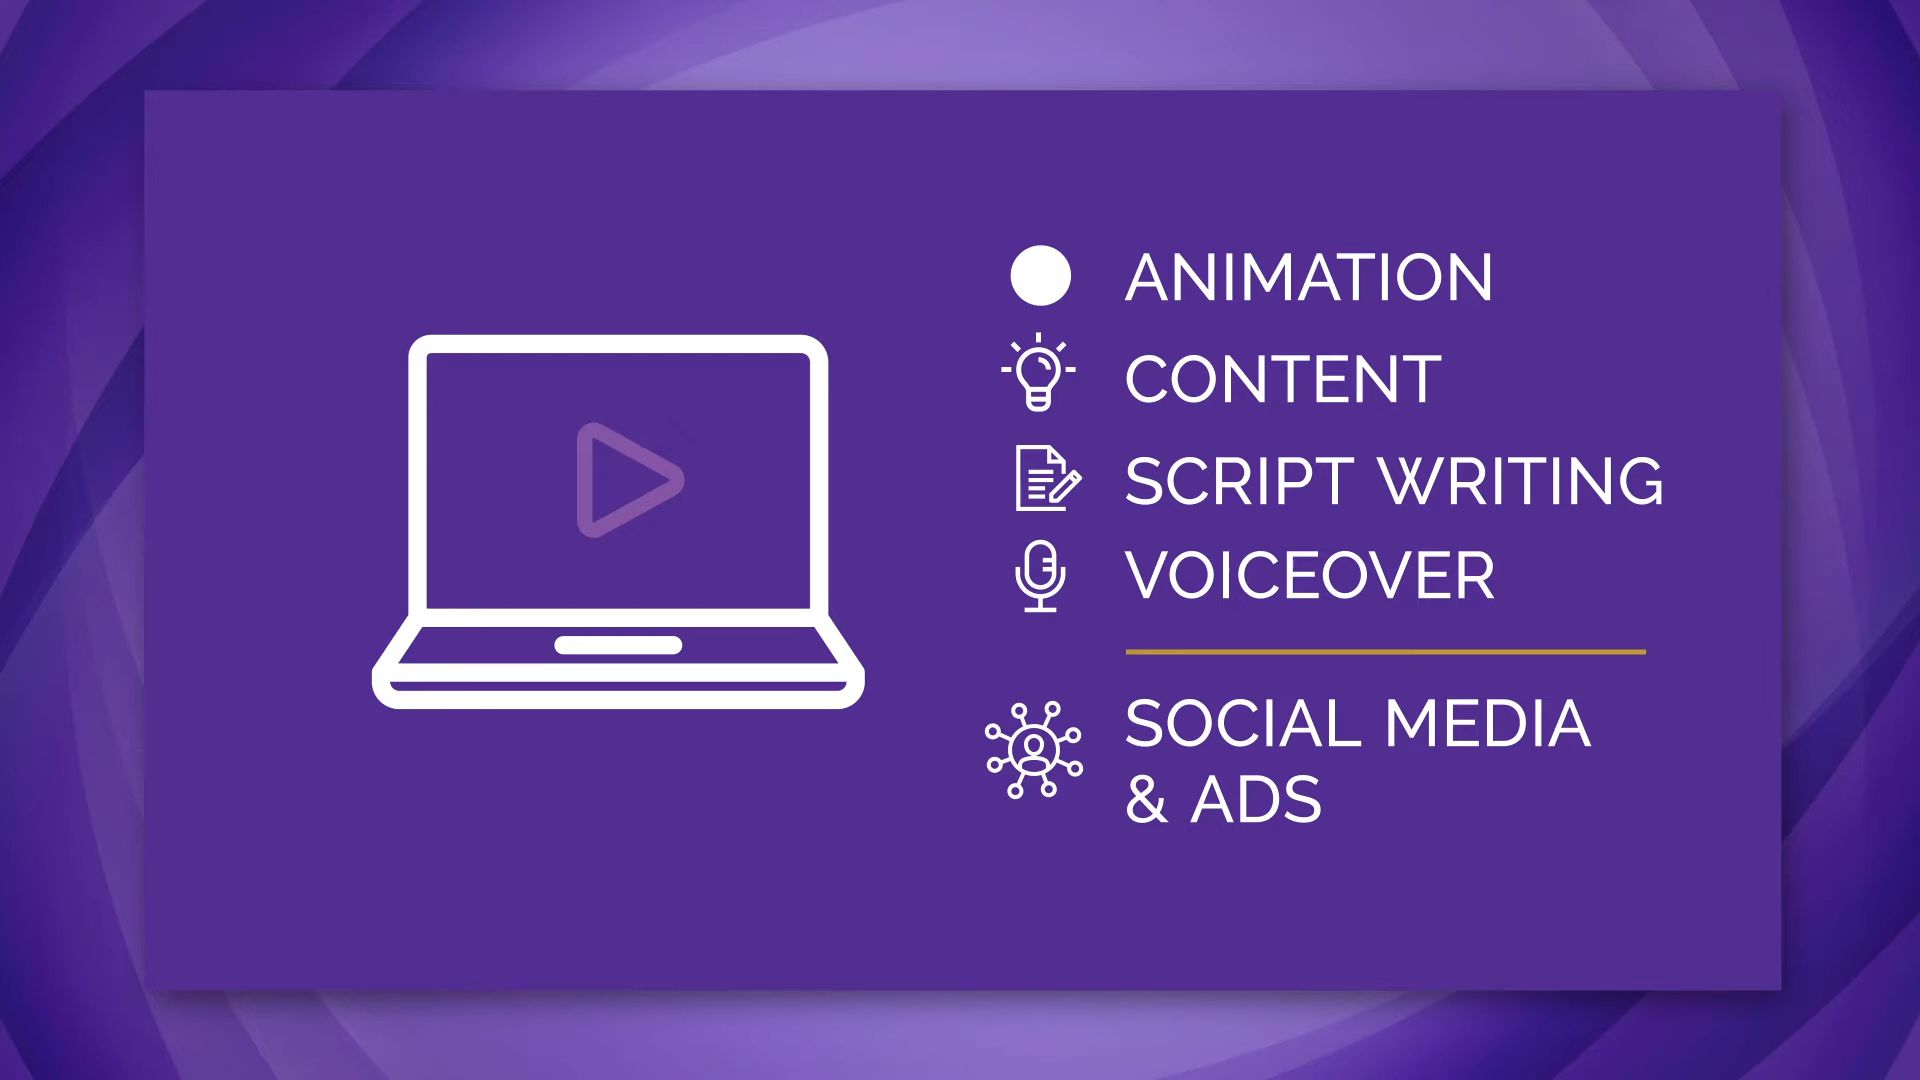 ANIMATION
CONTENT
SCRIPT WRITING
VOICEOVER
SOCIAL MEDIA
& ADS